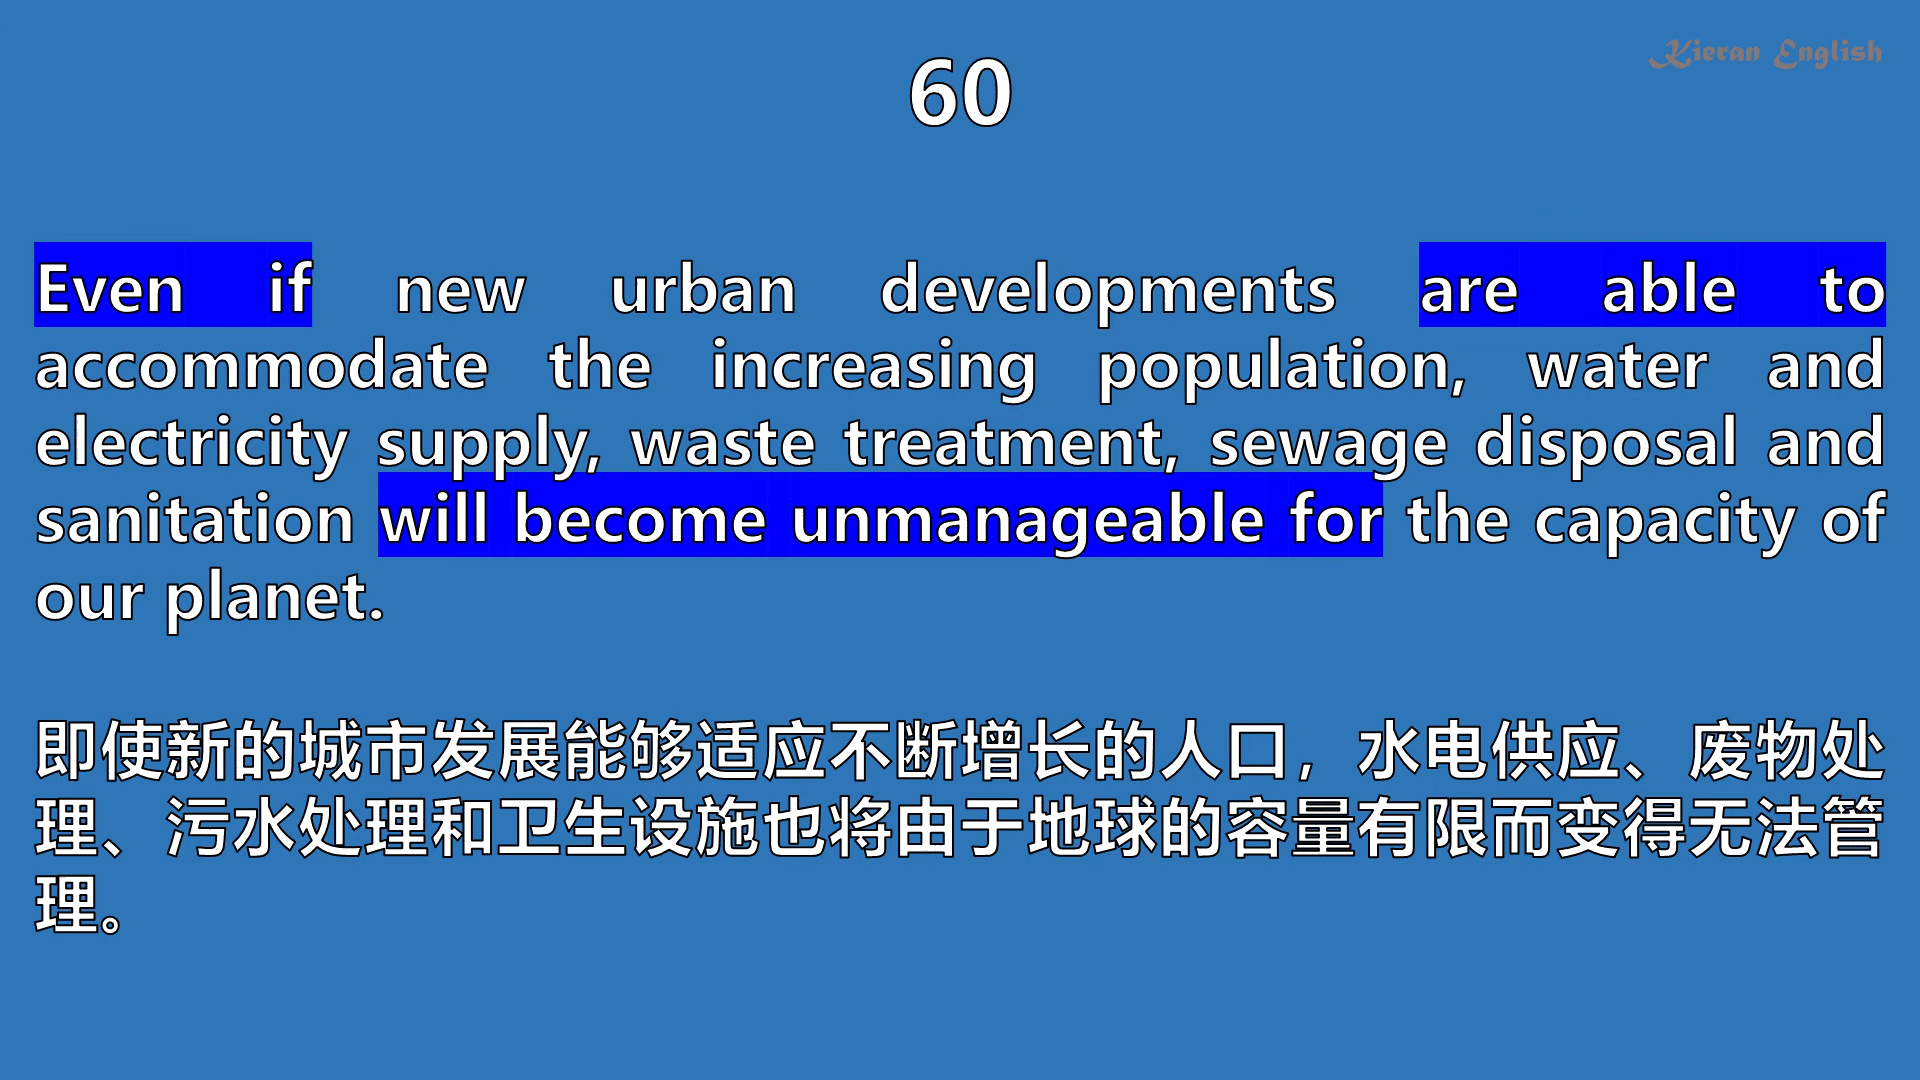 Kieran English
60
Even if new urban developments are able to
accommodate the increasing population, water and
electricity supply, waste treatment, sewage disposal and
sanitation will become unmanageable for the capacity of
our planet.
即使新的城市发展能够适应不断增长的人口，水电供应、废物处
理、污水处理和卫生设施也将由于地球的容量有限而变得无法管
理。